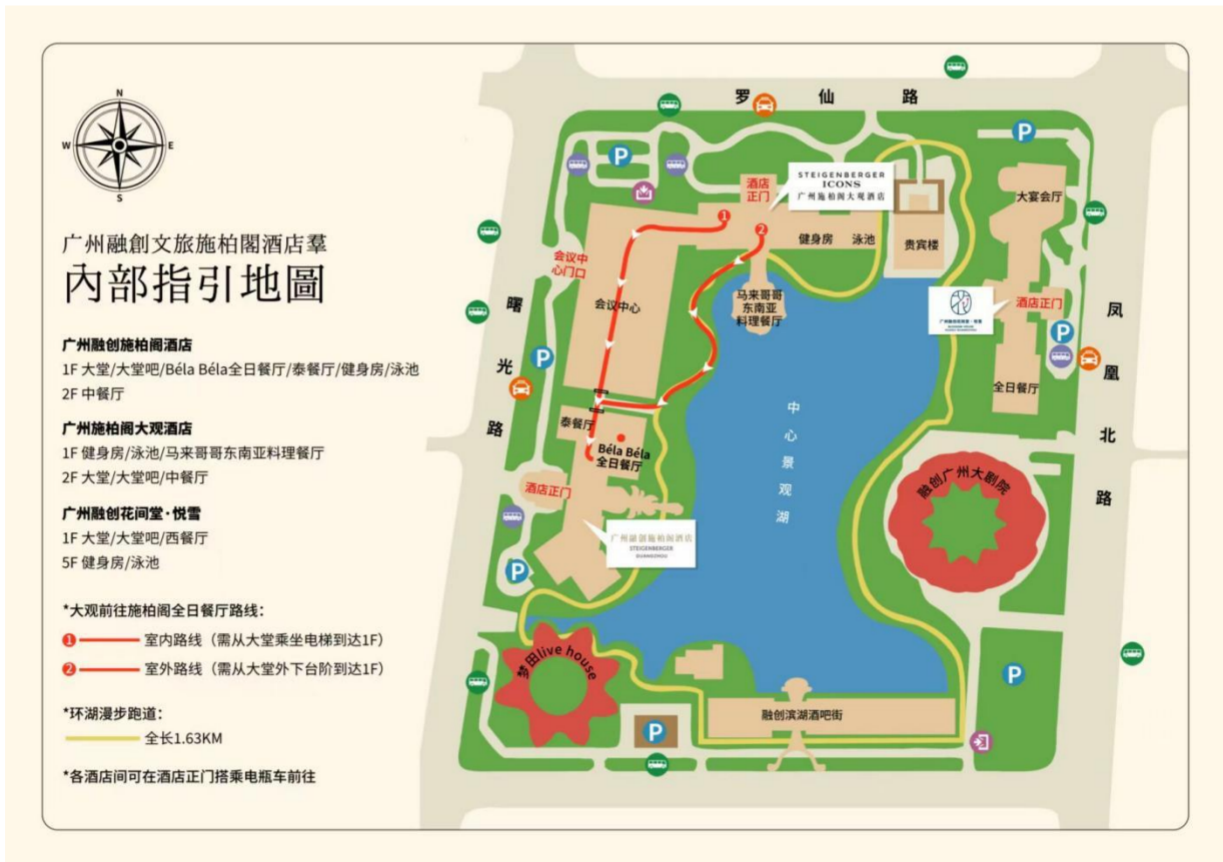 N
W
E
S
广州融創文旅施柏閣酒店羣
內部指引地圖
广州融创施柏阁酒店
1F 大堂/大堂吧/Béla Béla全日餐厅/泰餐厅/健身房/泳池
2F 中餐厅
广州施柏阁大观酒店
1F 健身房/泳池/马来哥哥东南亚料理餐厅
2F 大堂/大堂吧/中餐厅
广州融创花间堂·悦雪
1F 大堂/大堂吧/西餐厅
5F 健身房/泳池
*大观前往施柏阁全日餐厅路线：
1 室内路线（需从大堂乘坐电梯到达1F）
2 室外路线（需从大堂外下台阶到达1F）
*环湖漫步跑道：
全长1.63KM
*各酒店间可在酒店正门搭乘电瓶车前往
罗仙路
P
P
酒店
正门
STEIGENBERGER
ICONS
广州施柏阁大观酒店
大宴会厅
1
2
健身房
泳池
贵宾楼
会议中
心门口
会议中心
马来哥哥
东南亚
料理餐厅
酒店正门
P
曙光路
P
凤凰北路
全日餐厅
中心景观湖
泰餐厅
Béla Béla
全日餐厅
酒店正门
融创广州大剧院
广州融创施柏阁酒店
STEIGENBERGER
P
梦田live house
P
融创滨湖酒吧街
P